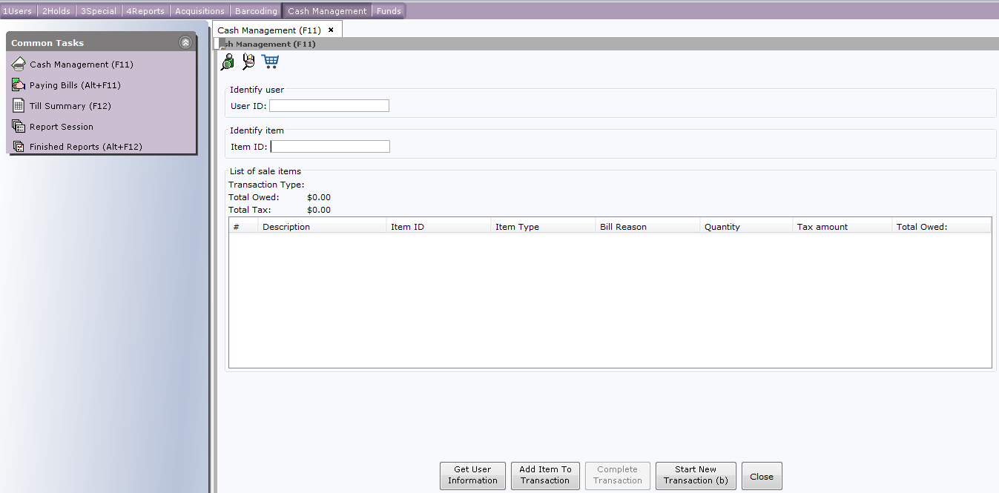 1Users 2Holds 3Special 4Reports Acquisitions Barcoding Cash Management Funds
Common Tasks
Cash Management (F11)
Paying Bills (Alt+F11)
Till Summary (F12)
Report Session
Finished Reports (Alt+F12)
Cash Management (F11) ×
sh Management (F11)
Identify user
User ID:
Identify item
Item ID:
List of sale items
Transaction Type:
Total Owed: $0.00
Total Tax: $0.00
# Description Item ID Item Type Bill Reason Quantity Tax amount Total Owed:
Get User
Information
Add Item To
Transaction
Complete
Transaction
Start New
Transaction (b)
Close